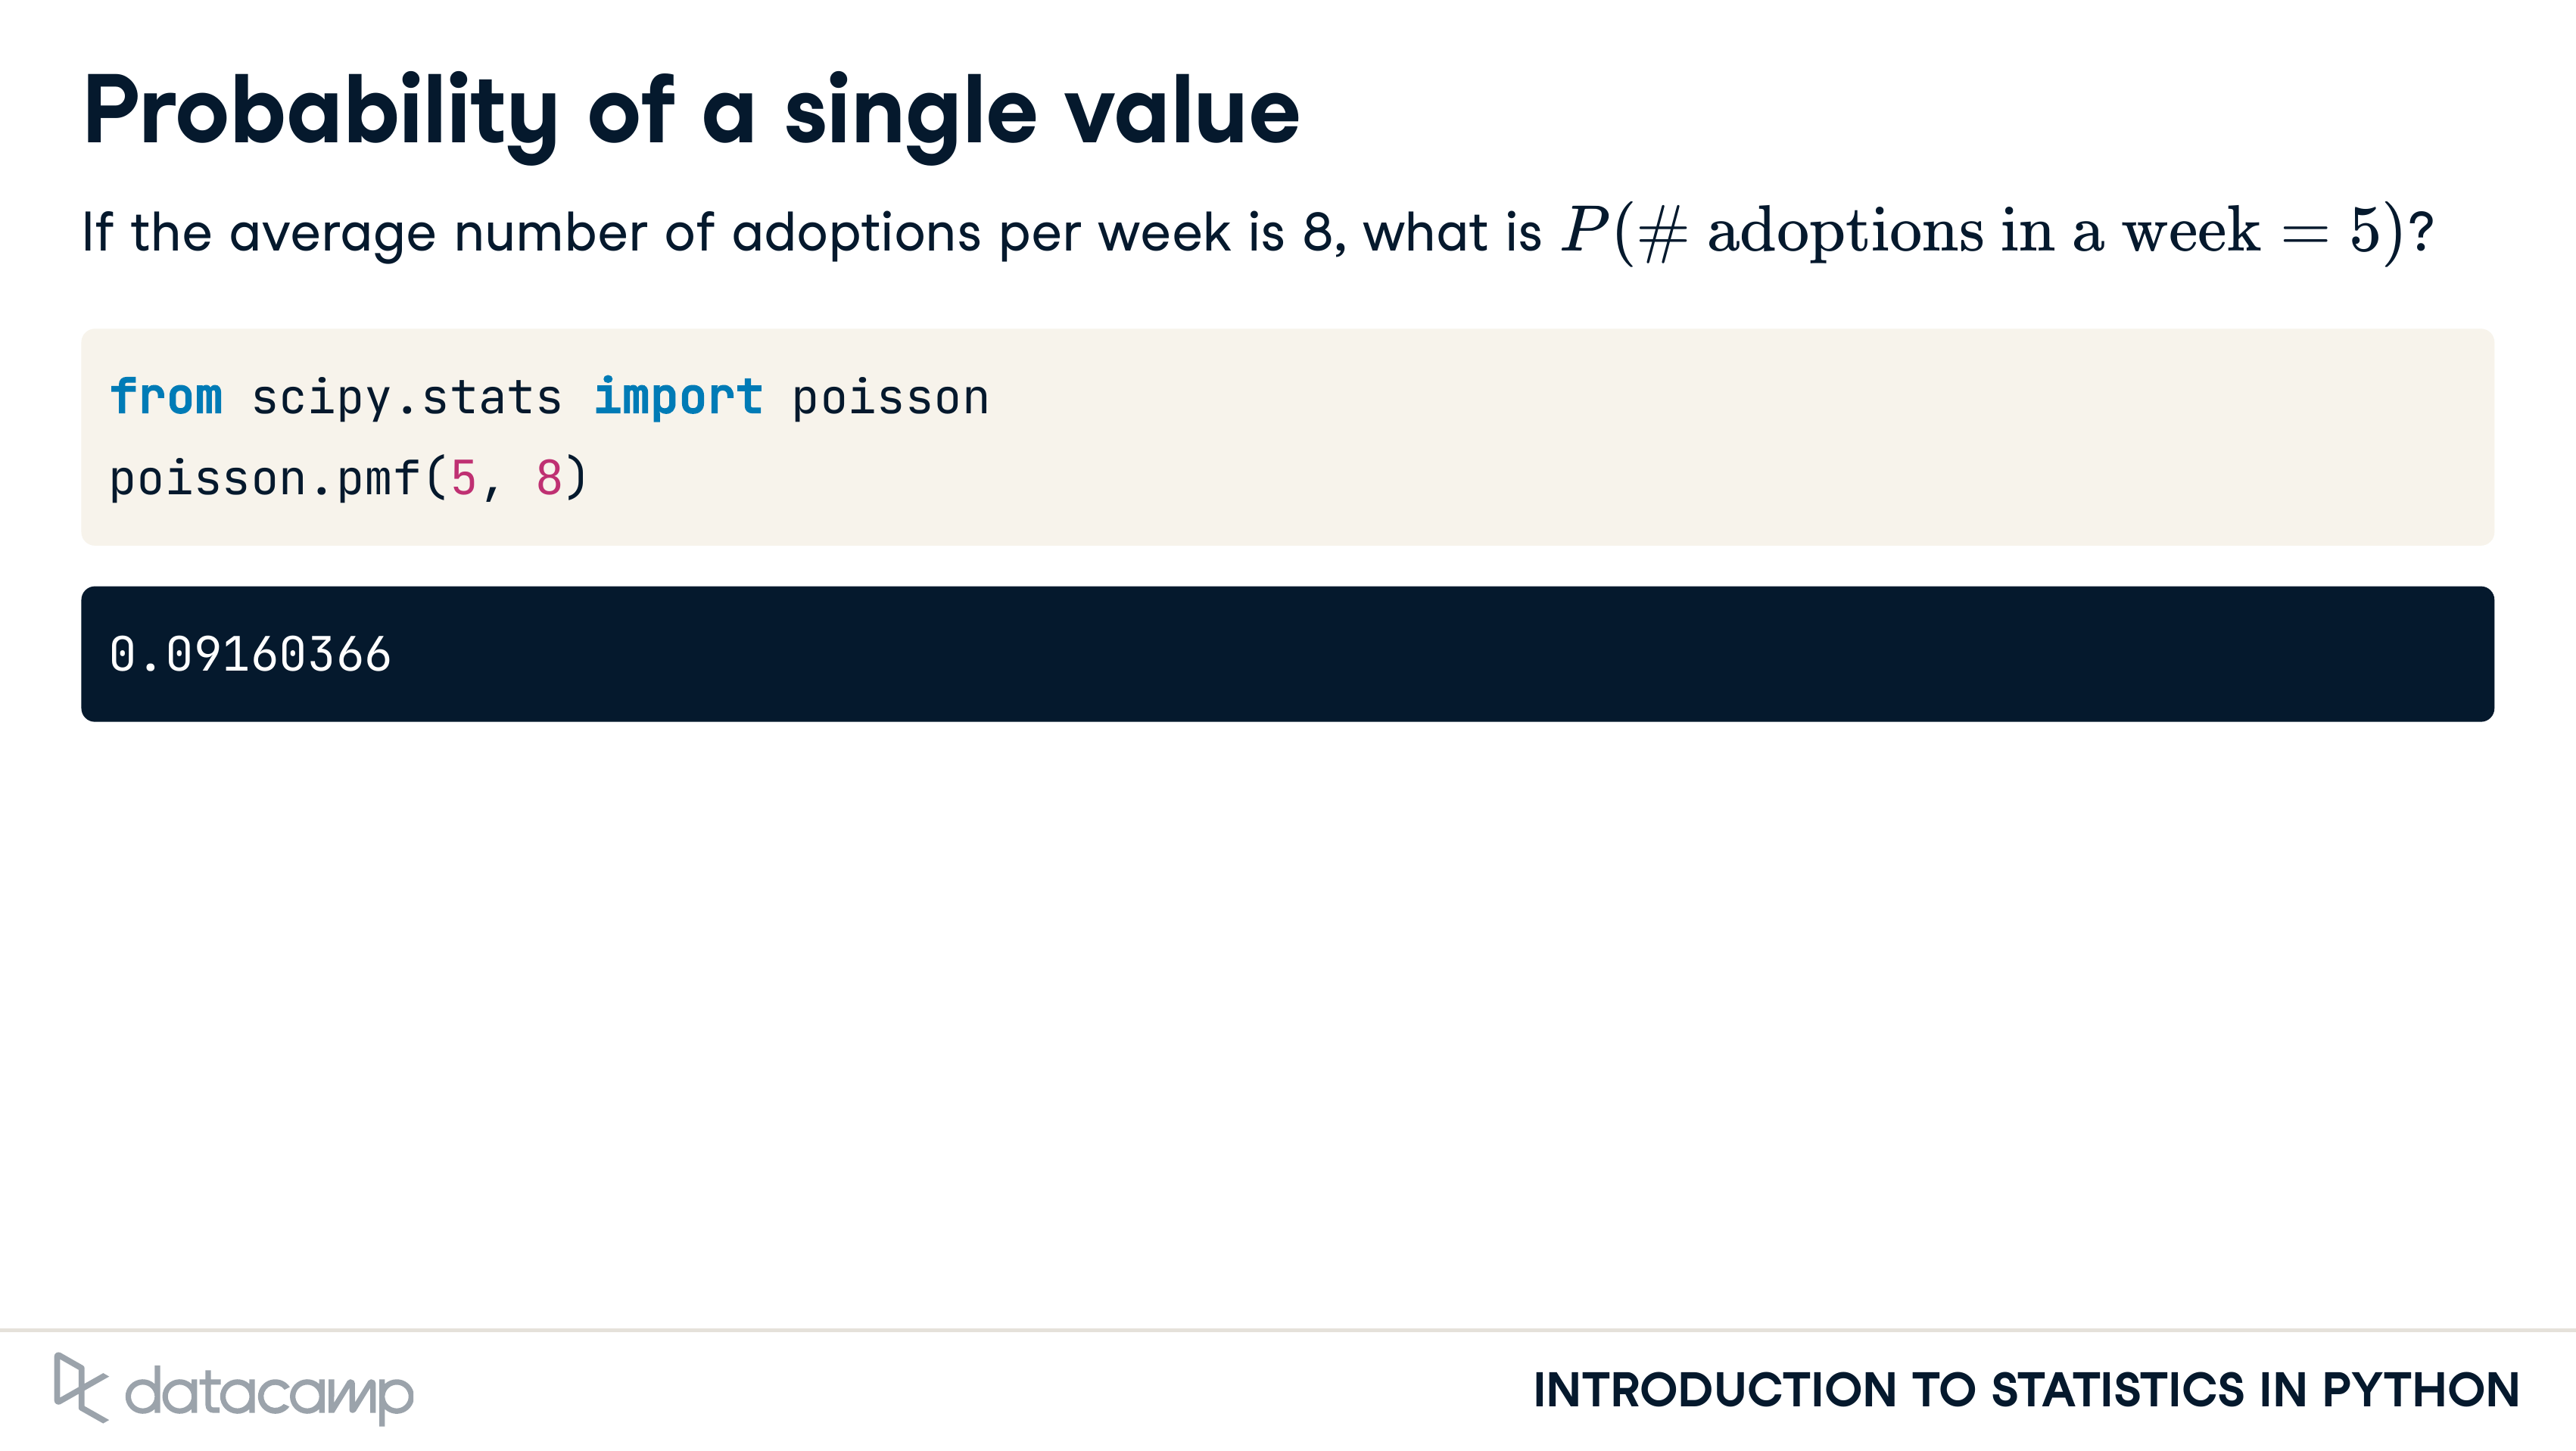 Probability of a single value
If the average number of adoptions per week is 8, what is P(# adoptions in a week = 5)?
from scipy.stats import poisson
poisson.pmf(5, 8)
0.09160366
datacamp
INTRODUCTION TO STATISTICS IN PYTHON